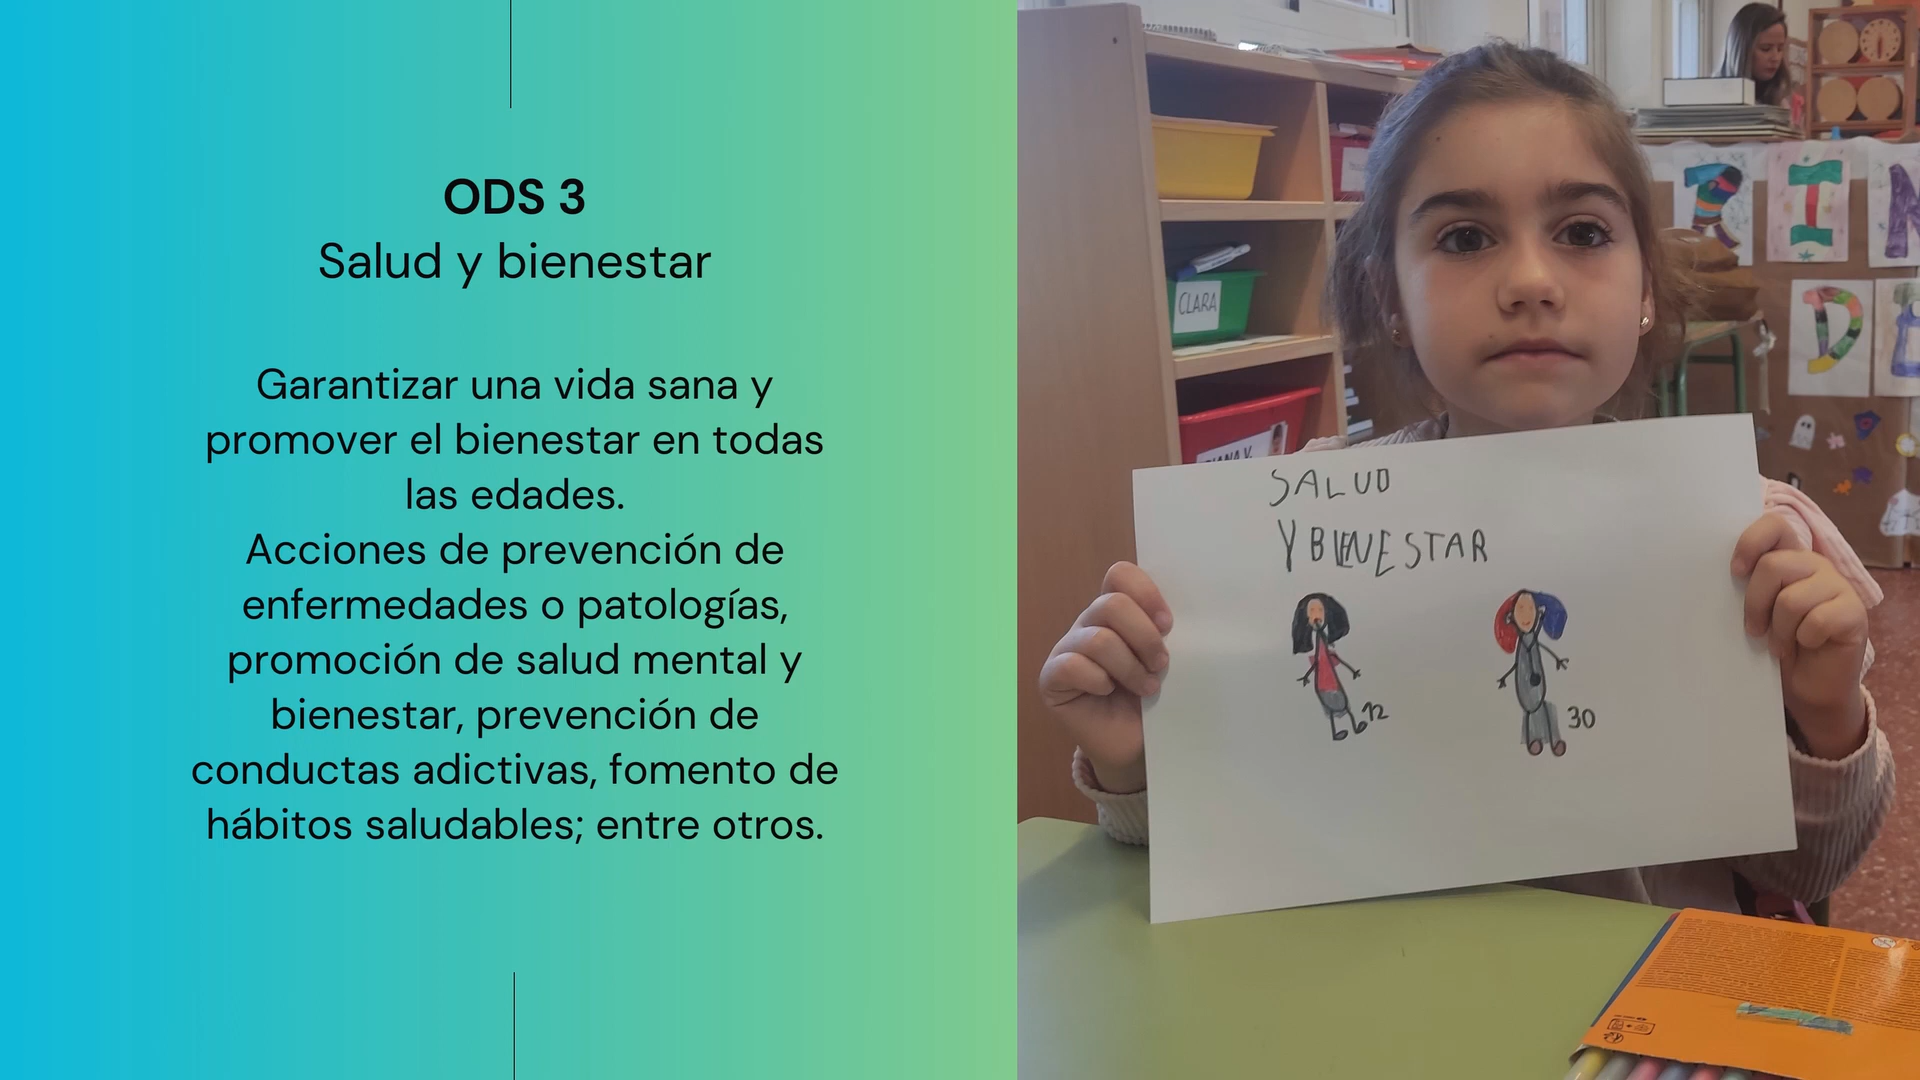 ODS 3
Salud y bienestar
Garantizar una vida sana y
promover el bienestar en todas
las edades.
Acciones de prevención de
enfermedades o patologías,
promoción de salud mental y
bienestar, prevención de
conductas adictivas, fomento de
hábitos saludables; entre otros.
CLARA
RIN
DE
SALUD
Y BIENESTAR
12
30